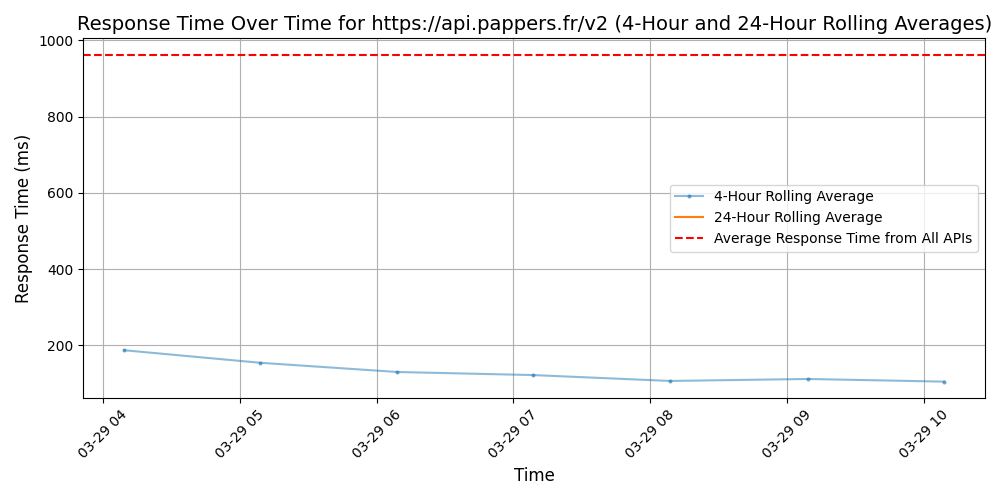 Response Time Over Time for https://api.pappers.fr/v2 (4-Hour and 24-Hour Rolling Averages)
Response Time (ms)
1000
800
600
400
200
4-Hour Rolling Average
24-Hour Rolling Average
Average Response Time from All APIs
03-29 04
03-29 05
03-29 06
03-29 07
03-29 08
03-29 09
03-29 10
Time